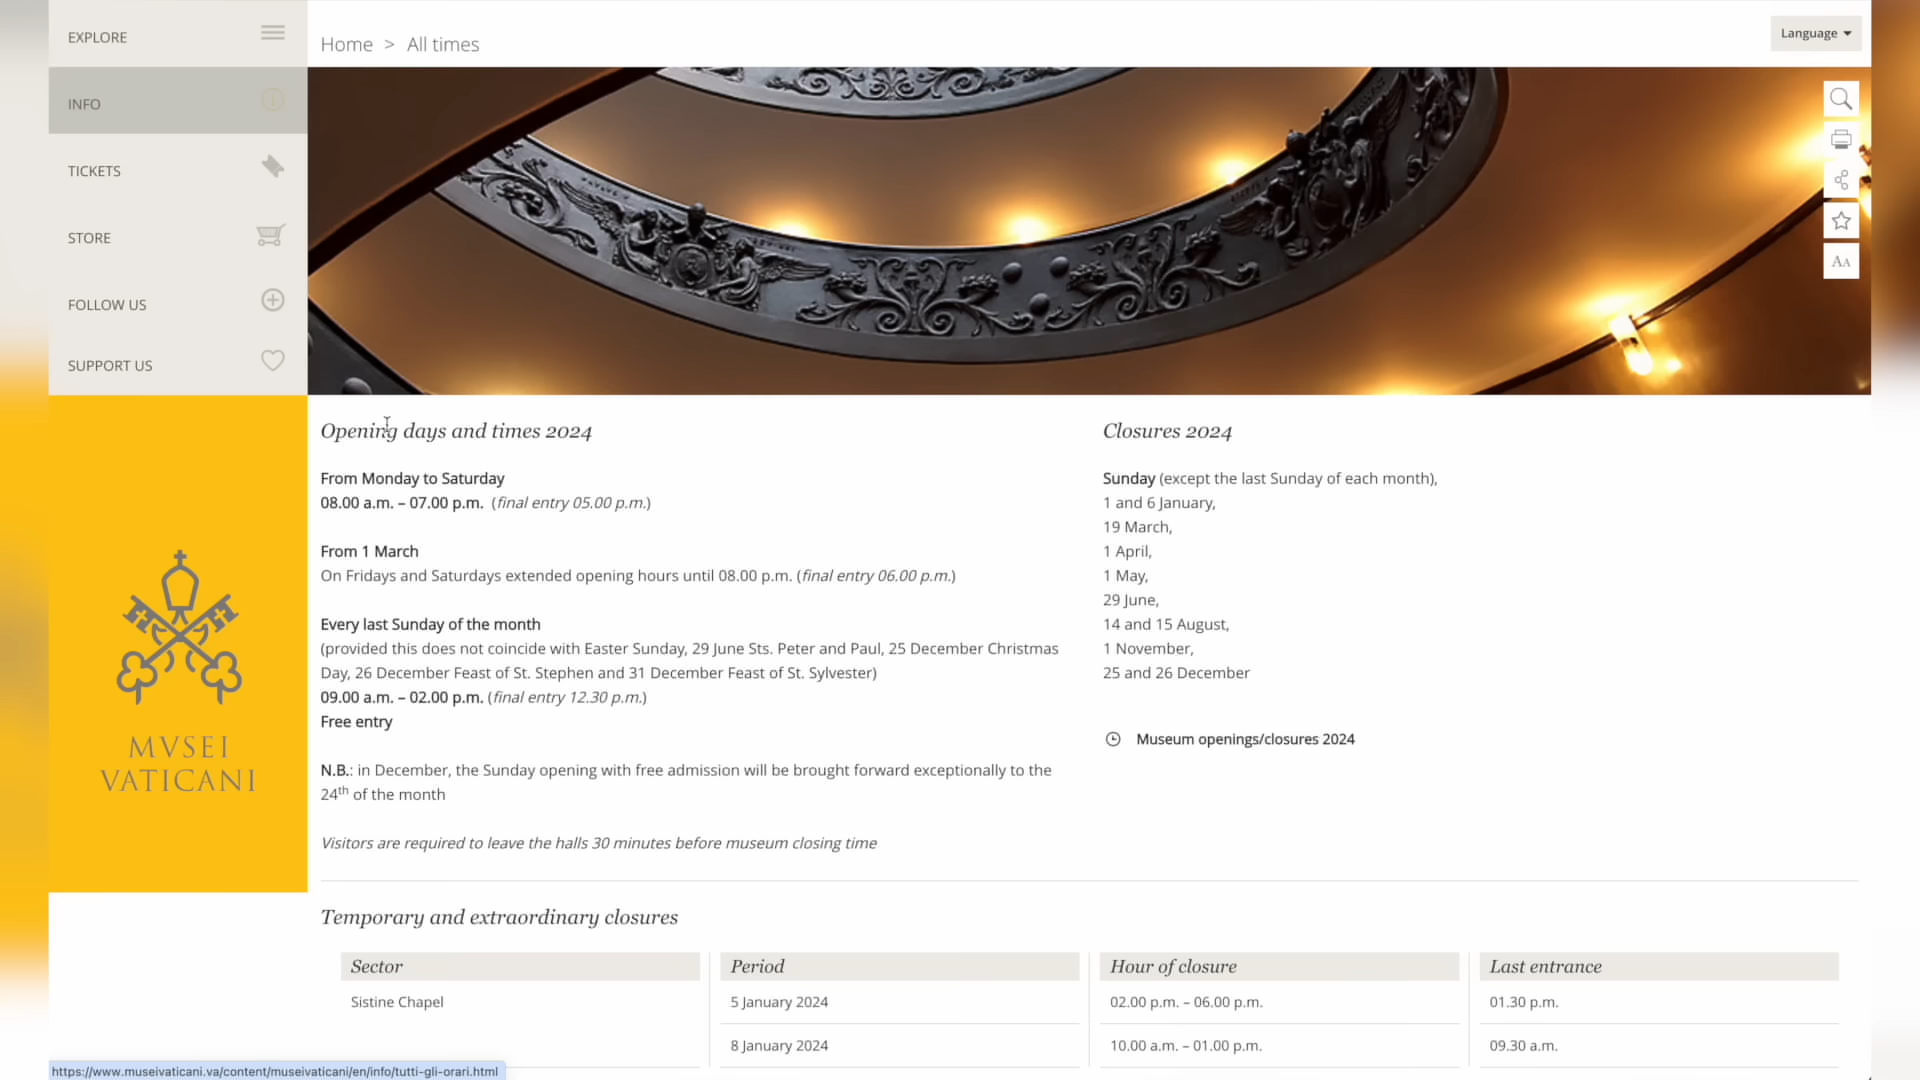 EXPLORE
INFO
TICKETS
STORE
FOLLOW US
SUPPORT US
MVSEI
VATICANI
Home > All times
Language
AA
Opening days and times 2024
From Monday to Saturday
08.00 a.m. – 07.00 p.m. (final entry 05.00 p.m.)
From 1 March
On Fridays and Saturdays extended opening hours until 08.00 p.m. (final entry 06.00 p.m.)
Every last Sunday of the month
(provided this does not coincide with Easter Sunday, 29 June Sts. Peter and Paul, 25 December Christmas
Day, 26 December Feast of St. Stephen and 31 December Feast of St. Sylvester)
09.00 a.m. – 02.00 p.m. (final entry 12.30 p.m.)
Free entry
N.B.: in December, the Sunday opening with free admission will be brought forward exceptionally to the
24th of the month
Visitors are required to leave the halls 30 minutes before museum closing time
Closures 2024
Sunday (except the last Sunday of each month),
1 and 6 January,
19 March,
1 April,
1 May,
29 June,
14 and 15 August,
1 November,
25 and 26 December
Museum openings/closures 2024
Temporary and extraordinary closures
Sector Period Hour of closure Last entrance
Sistine Chapel 5 January 2024 02.00 p.m. – 06.00 p.m. 01.30 p.m.
8 January 2024 10.00 a.m. – 01.00 p.m. 09.30 a.m.
https://www.museivaticani.va/content/museivaticani/en/info/tutti-gli-orari.html